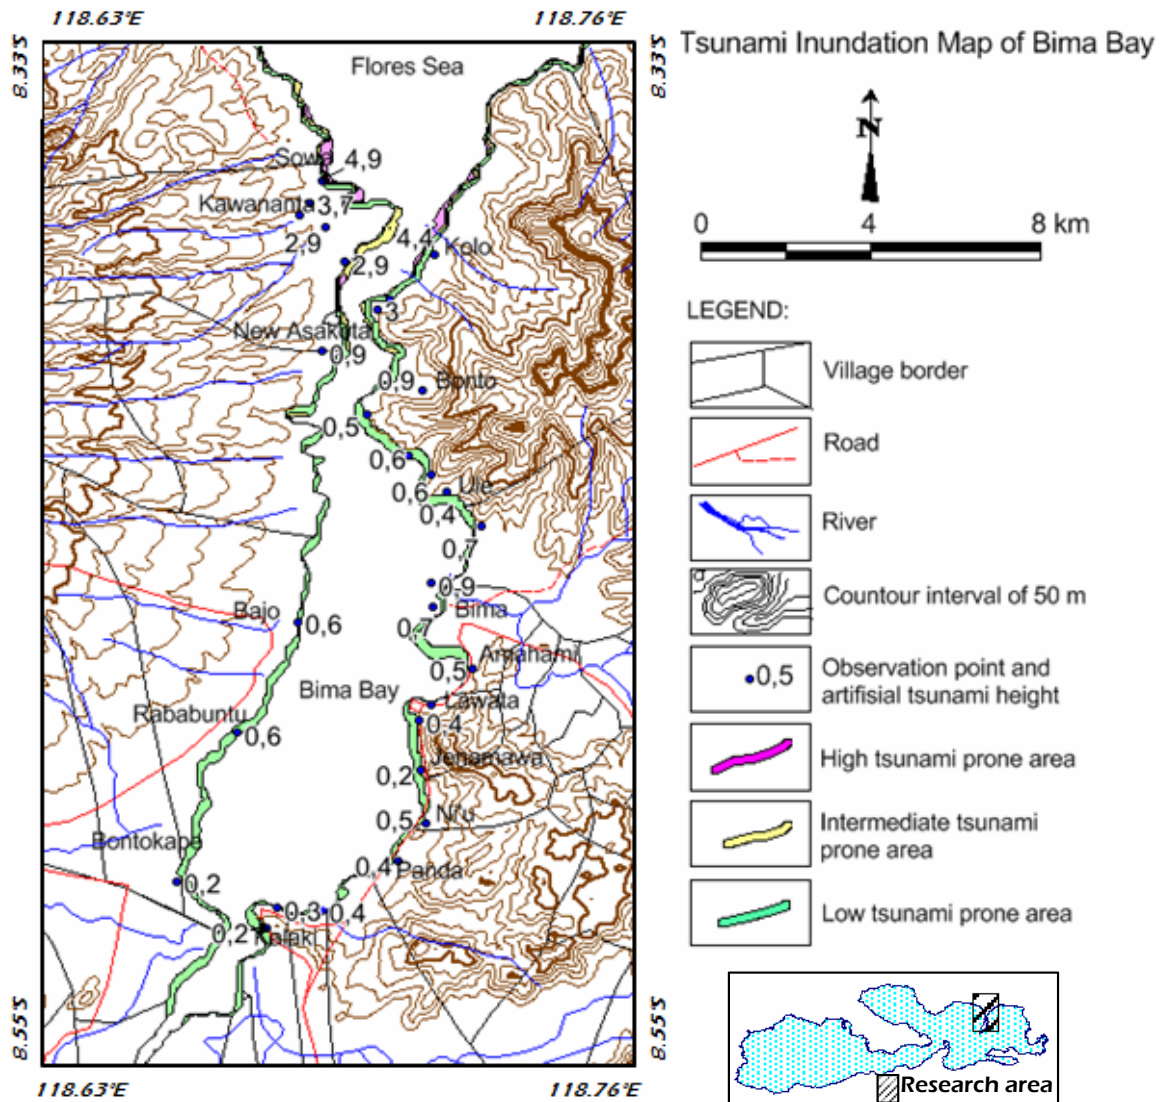 118.63°E
118.76°E
8.33°S
8.33°S
Flores Sea
Sowa
4,9
Kawananta
3,7
2,9
4,4
Kolo
2,9
3
New Asakota
0,9
0,9
Bonto
0,5
0,6
0,6
Ule
0,4
0,7
0,9
Bajo
Bima
0,6
0,7
0,5
Amahami
Bima Bay
Lawata
Rababuntu
0,4
0,6
Jenamawa
0,2
0,5
Ni'u
Bontokape
0,4
Panda
0,2
0,3
0,4
0,2
Kalaki
8.55°S
8.55°S
118.63°E
118.76°E
Tsunami Inundation Map of Bima Bay
N
0
4
8 km
LEGEND:
Village border
Road
River
Countour interval of 50 m
0,5
Observation point and
artifisial tsunami height
High tsunami prone area
Intermediate tsunami
prone area
Low tsunami prone area
Research area